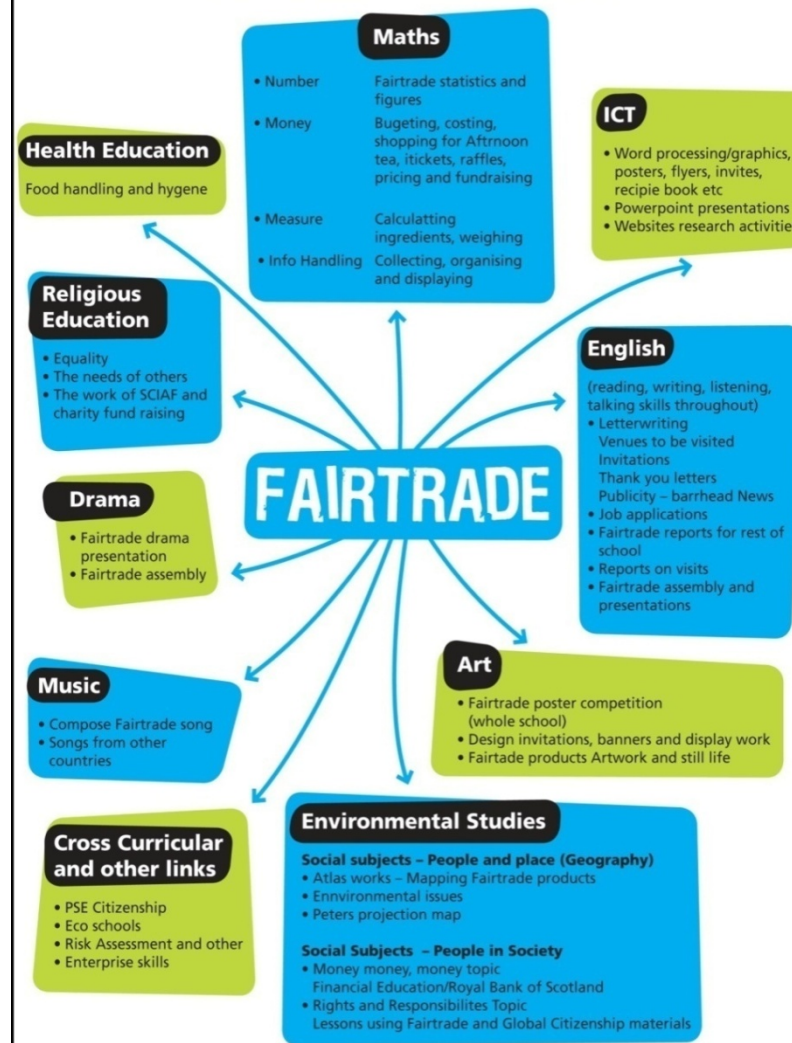 Maths
• Number Fairtrade statistics and
figures
• Money Bugeting, costing,
shopping for Aftrnoon
tea, itickets, raffles,
pricing and fundraising
• Measure Calculatting
ingredients, weighing
• Info Handling Collecting, organising
and displaying
ICT
• Word processing/graphics,
posters, flyers, invites,
recipie book etc
• Powerpoint presentations
• Websites research activitie
Health Education
Food handling and hygene
Religious
Education
• Equality
• The needs of others
• The work of SCIAF and
charity fund raising
English
(reading, writing, listening,
talking skills throughout)
• Letterwriting
Venues to be visited
Invitations
Thank you letters
Publicity – barrhead News
• Job applications
• Fairtrade reports for rest of
school
• Reports on visits
• Fairtrade assembly and
presentations
FAIRTRADE
Drama
• Fairtrade drama
presentation
• Fairtrade assembly
Art
• Fairtrade poster competition
(whole school)
• Design invitations, banners and display work
• Fairtade products Artwork and still life
Music
• Compose Fairtrade song
• Songs from other
countries
Cross Curricular
and other links
• PSE Citizenship
• Eco schools
• Risk Assessment and other
• Enterprise skills
Environmental Studies
Social subjects – People and place (Geography)
• Atlas works – Mapping Fairtrade products
• Ennvironmental issues
• Peters projection map
Social Subjects – People in Society
• Money money, money topic
Financial Education/Royal Bank of Scotland
• Rights and Responsibilites Topic
Lessons using Fairtrade and Global Citizenship materials